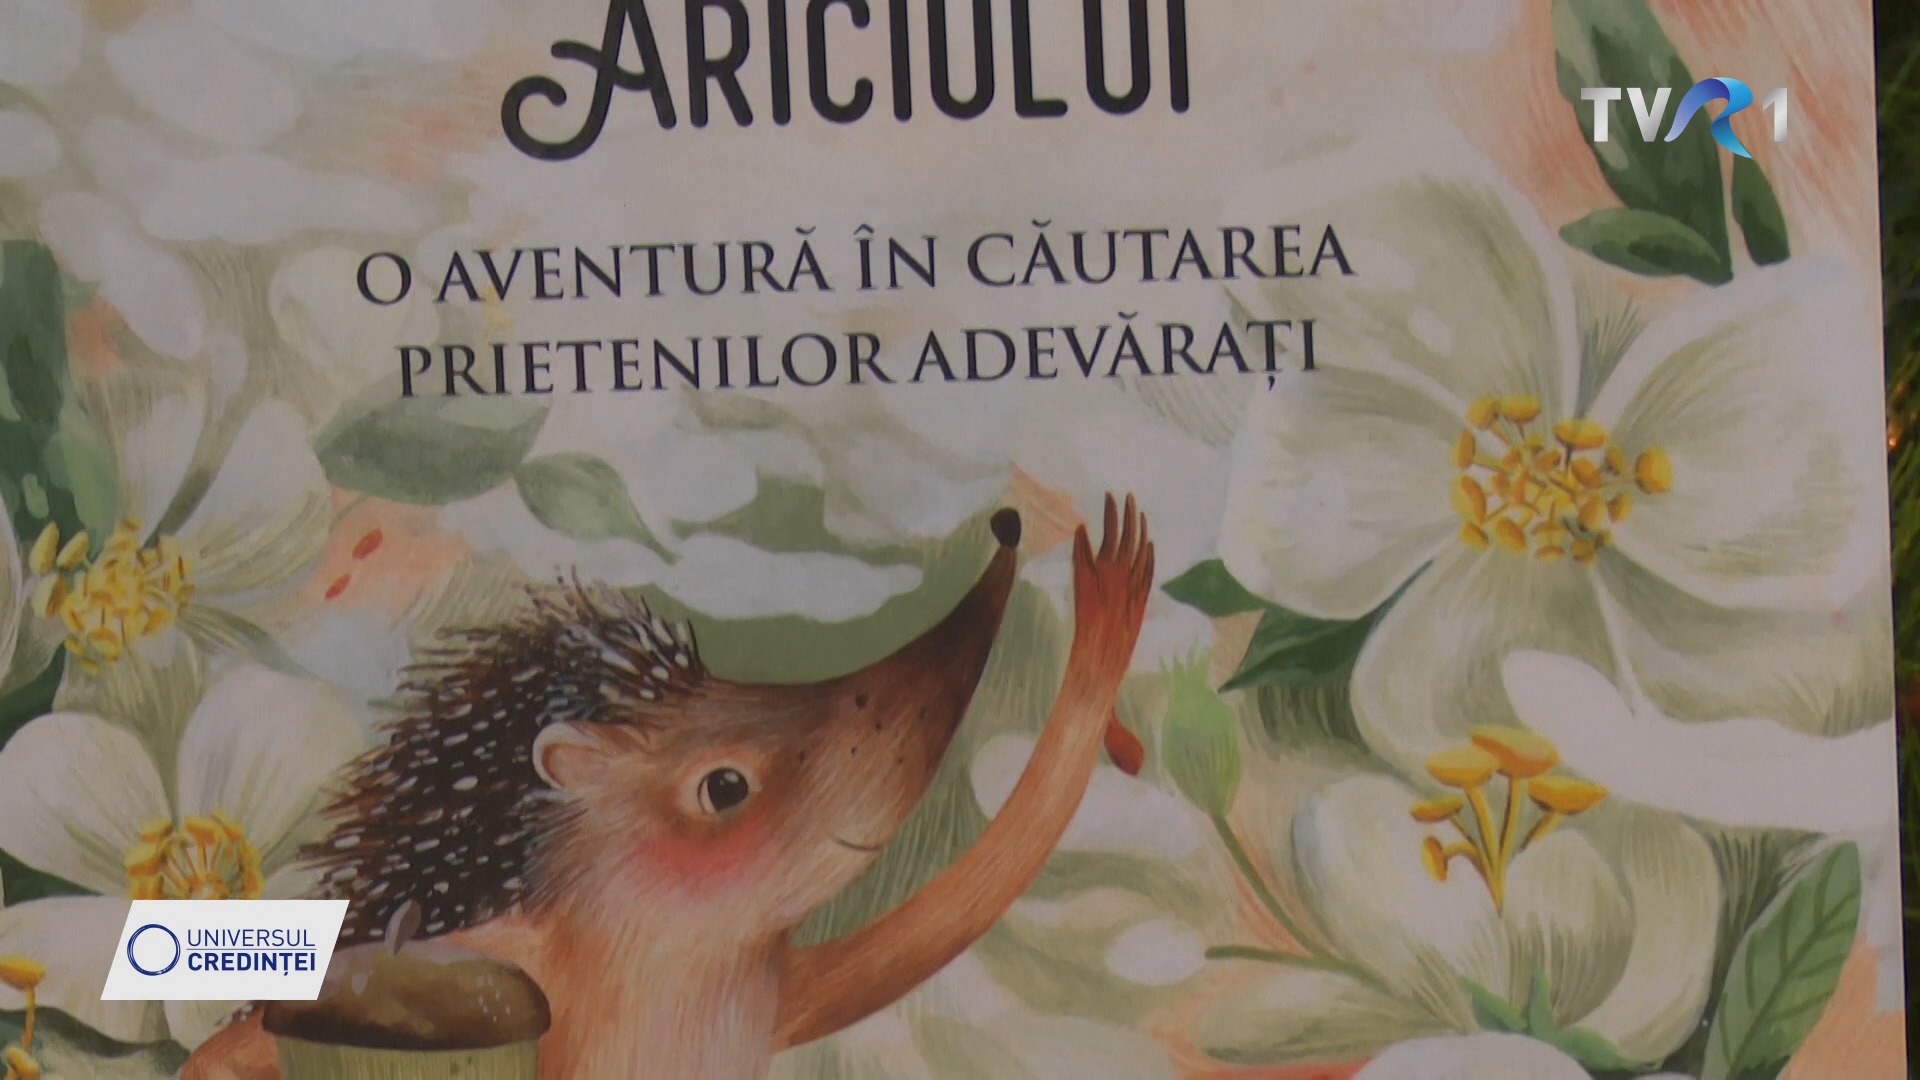 ARICIULUI
TVR1
O AVENTURĂ ÎN CĂUTAREA
PRIETENILOR ADEVĂRAȚI
UNIVERSUL
CREDINȚEI